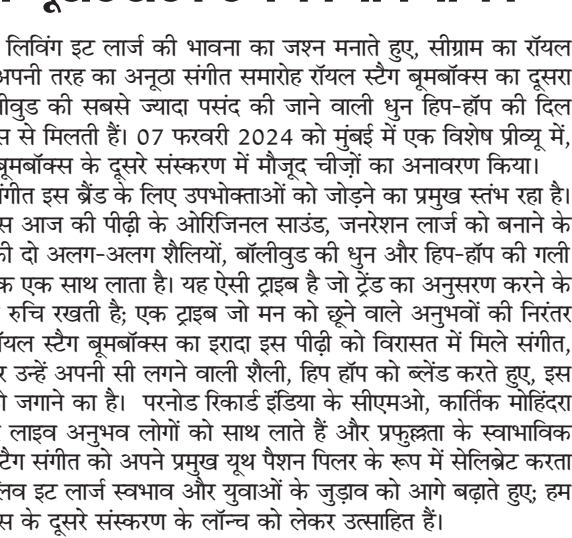 लिविंग इट लार्ज की भावना का जश्न मनाते हुए, सीग्राम का रॉयल
अपनी तरह का अनूठा संगीत समारोह रॉयल स्टैग बूमबॉक्स का दूसरा
की सबसे ज्यादा पसंद की जाने वाली धुन हिप-हॉप की दिल
से मिलती हैं। 07 फरवरी 2024 को मुंबई में एक विशेष प्रीव्यू में,
बूमबॉक्स के दूसरे संस्करण में मौजूद चीज़ों का अनावरण किया।
इस ब्रैंड के लिए उपभोक्ताओं को जोड़ने का प्रमुख स्तंभ रहा है।
आज की पीढ़ी के ओरिजिनल साउंड, जनरेशन लार्ज को बनाने के
की दो अलग-अलग शैलियों, बॉलीवुड की धुन और हिप-हॉप की गली
एक साथ लाता है। यह ऐसी ट्राइब है जो ट्रेंड का अनुसरण करने के
रुचि रखती है; एक ट्राइब जो मन को छूने वाले अनुभवों की निरंतर
स्टैग बूमबॉक्स का इरादा इस पीढ़ी को विरासत में मिले संगीत,
उन्हें अपनी सी लगने वाली शैली, हिप हॉप को ब्लेंड करते हुए, इस
जगाने का है। परनोड रिकार्ड इंडिया के सीएमओ, कार्तिक मोहिंदरा
लाइव अनुभव लोगों को साथ लाते हैं और प्रफुल्लता के स्वाभाविक
संगीत को अपने प्रमुख यूथ पैशन पिलर के रूप में सेलिब्रेट करता
इट लार्ज स्वभाव और युवाओं के जुड़ाव को आगे बढ़ाते हुए; हम
के दूसरे संस्करण के लॉन्च को लेकर उत्साहित हैं।